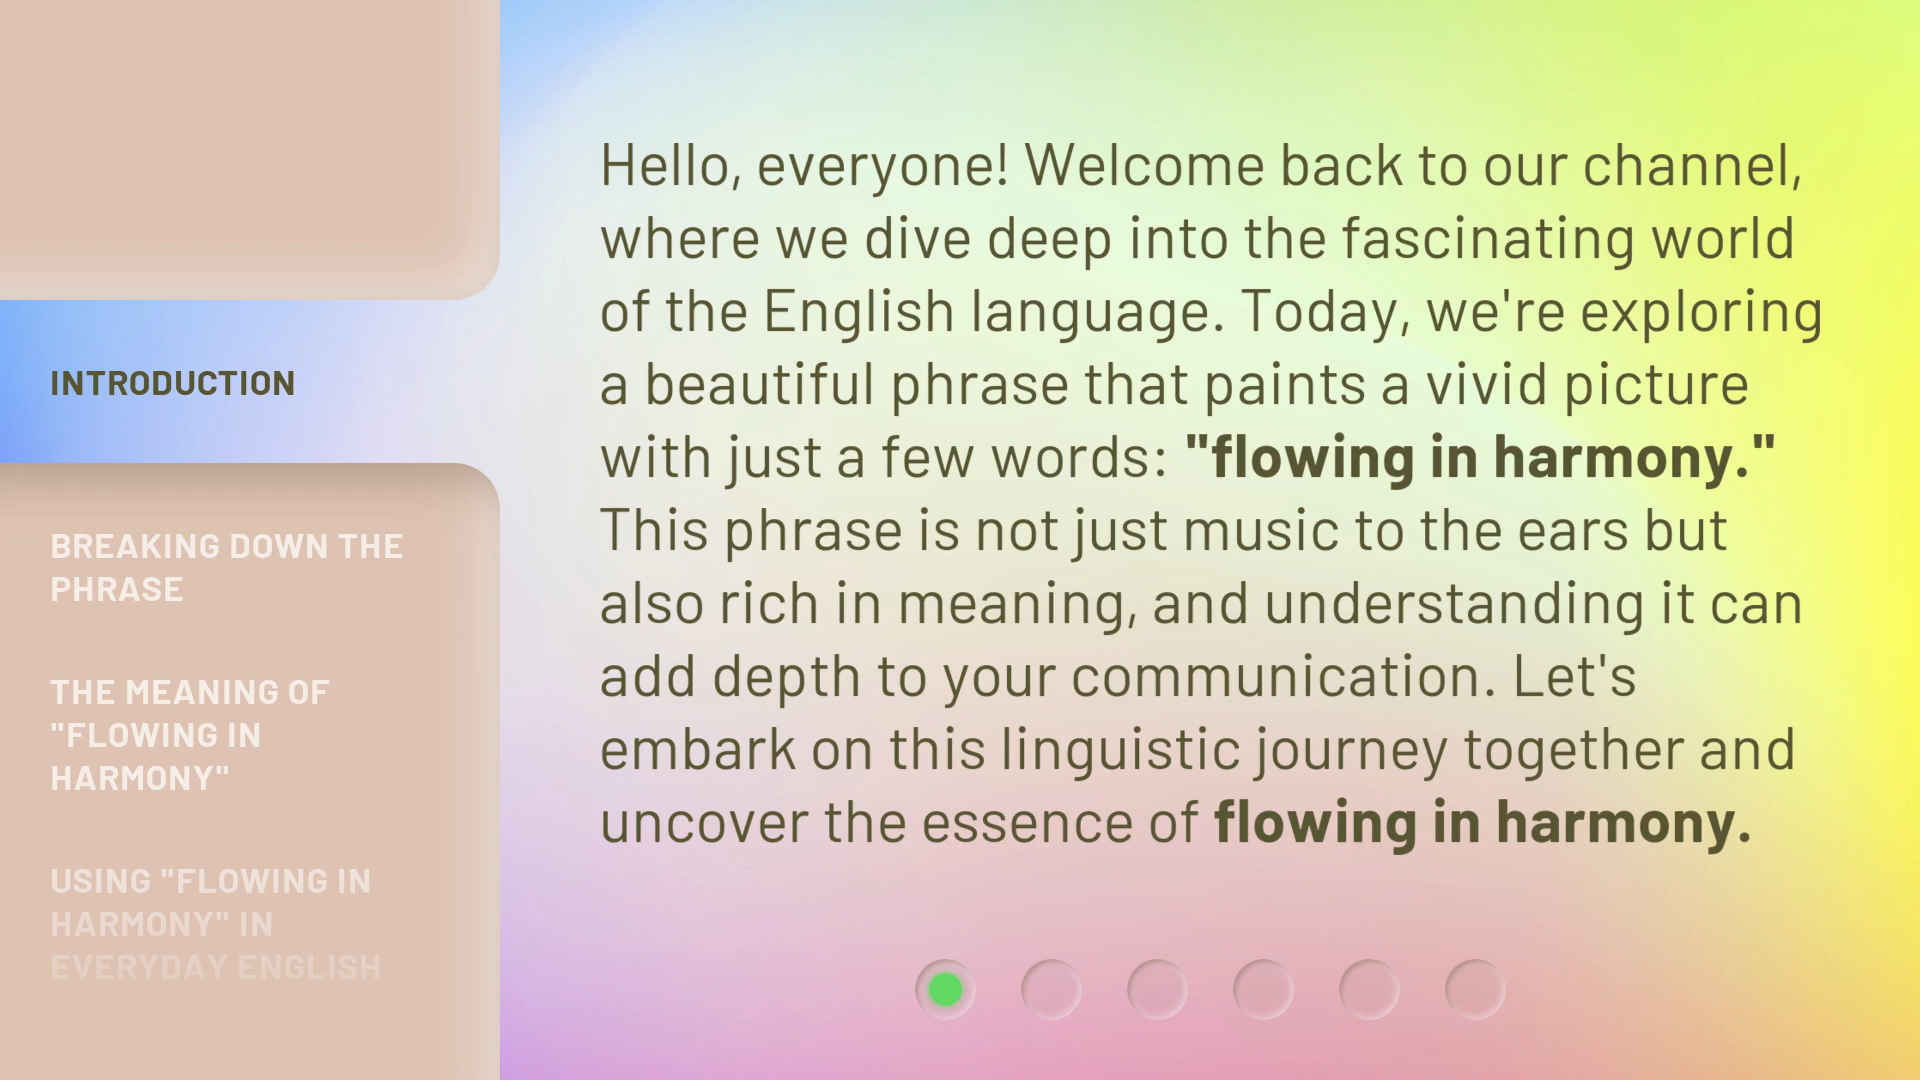 INTRODUCTION
BREAKING DOWN THE
PHRASE
THE MEANING OF
"FLOWING IN
HARMONY"
USING "FLOWING IN
HARMONY" IN
EVERYDAY ENGLISH
Hello, everyone! Welcome back to our channel,
where we dive deep into the fascinating world
of the English language. Today, we're exploring
a beautiful phrase that paints a vivid picture
with just a few words: "flowing in harmony."
This phrase is not just music to the ears but
also rich in meaning, and understanding it can
add depth to your communication. Let's
embark on this linguistic journey together and
uncover the essence of flowing in harmony.